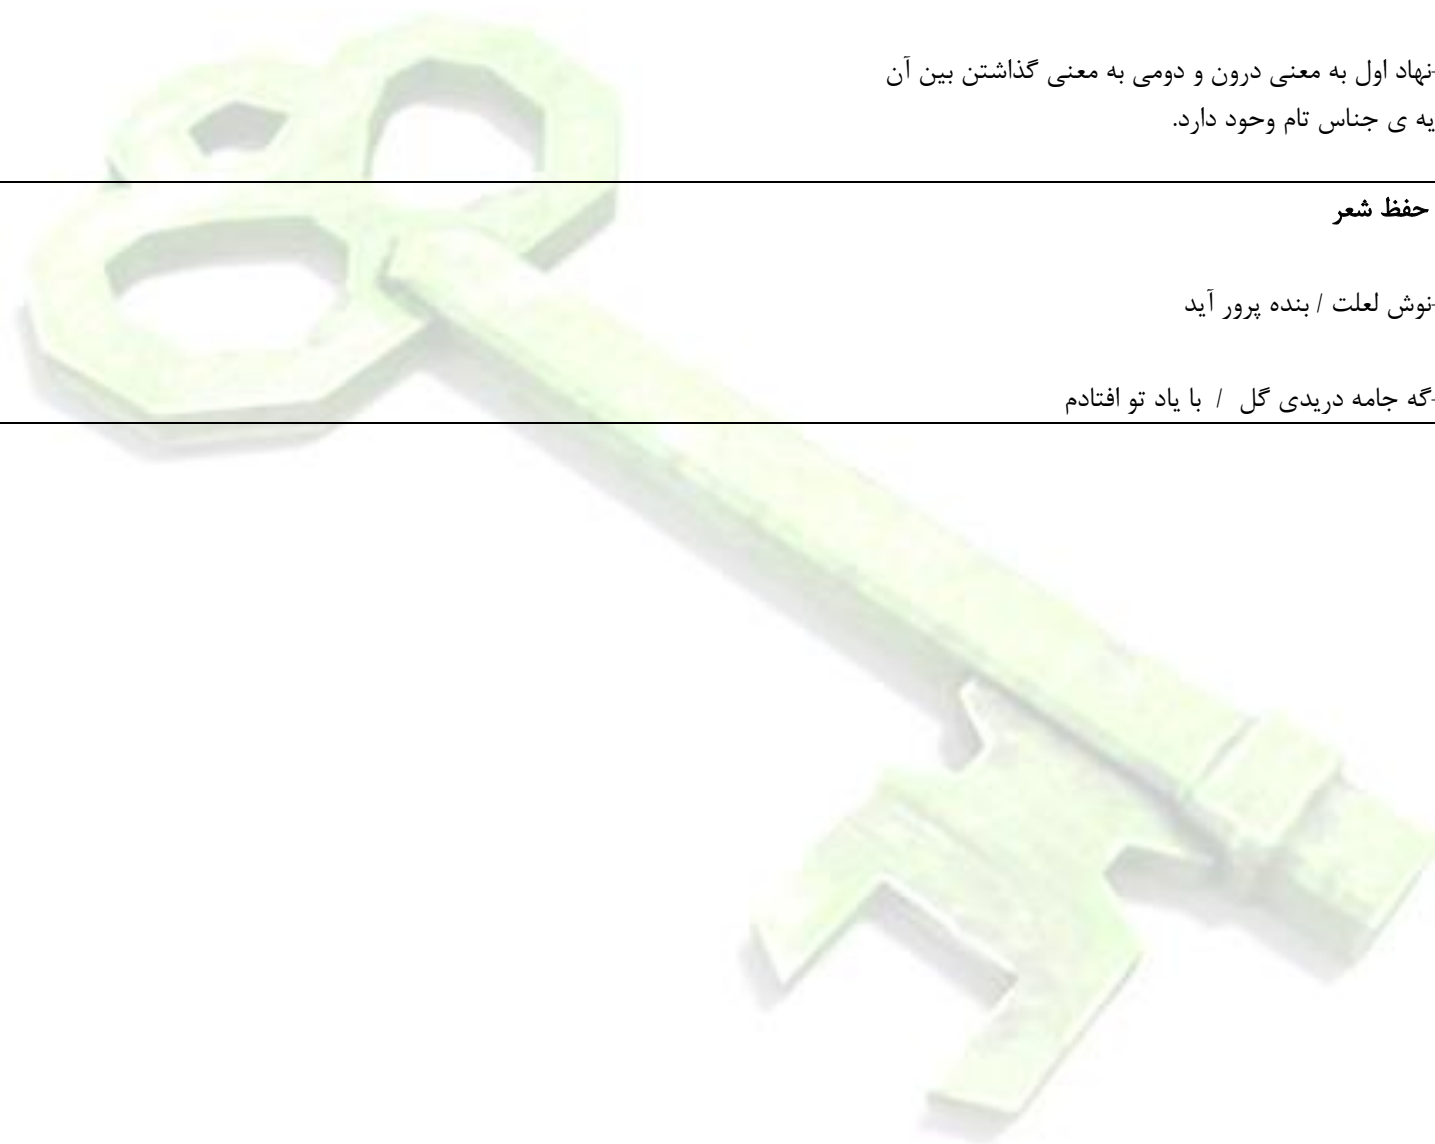 -نهاد اول به معنی درون و دومی به معنی گذاشتن بین آن
یه ی جناس تام وحود دارد.
حفظ شعر
-نوش لعلت / بنده پرور آید
-گه جامه دریدی گل / با یاد تو افتادم